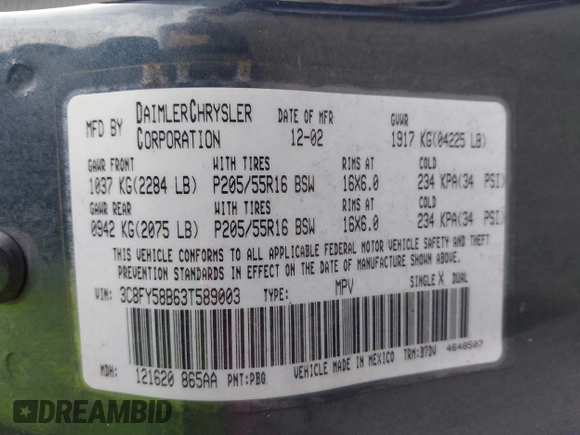 MFD BY DAIMLERCHRYSLER CORPORATION DATE OF MFR 12-02 GVWR 1917 KG(04225 LB)
GAWR FRONT WITH TIRES RIMS AT COLD
1037 KG(2284 LB) P205/55R16 BSW 16X6.0 234 KPA(34 PSI)
GAWR REAR WITH TIRES RIMS AT COLD
0942 KG(2075 LB) P205/55R16 BSW 16X6.0 234 KPA(34 PSI)
THIS VEHICLE CONFORMS TO ALL APPLICABLE FEDERAL MOTOR VEHICLE SAFETY AND THEFT
PREVENTION STANDARDS IN EFFECT ON THE DATE OF MANUFACTURE SHOWN ABOVE.
VIN: 3C8FY58B63T589003 TYPE: MPV SINGLE X DUAL
MDH: 121620 865AA PNT:PBG VEHICLE MADE IN MEXICO TRM:B7DV 4648507
DREAMBID